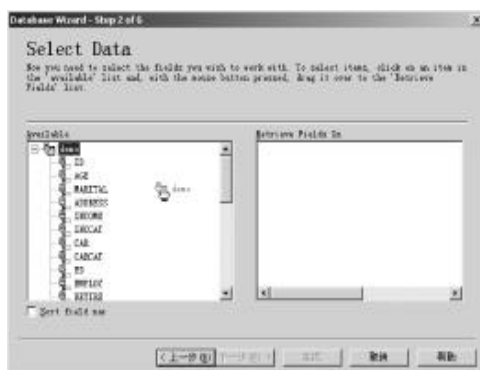 Database Wizard - Step 2 of 6
Select Data
Now you need to select the fields you wish to work with. To select items, click on an item in
the 'available' list and, with the mouse button pressed, drag it over to the 'Retrieve
Fields' list.
Available
Retrieve Fields In
demo
ID
AGE
MARITAL
demo
ADDRESS
INCOME
INCCAT
CAR
CARCAT
ED
EMPLOY
RETIRE
Sort field
< 上一步(B)
下一步(N) >
完成
取消